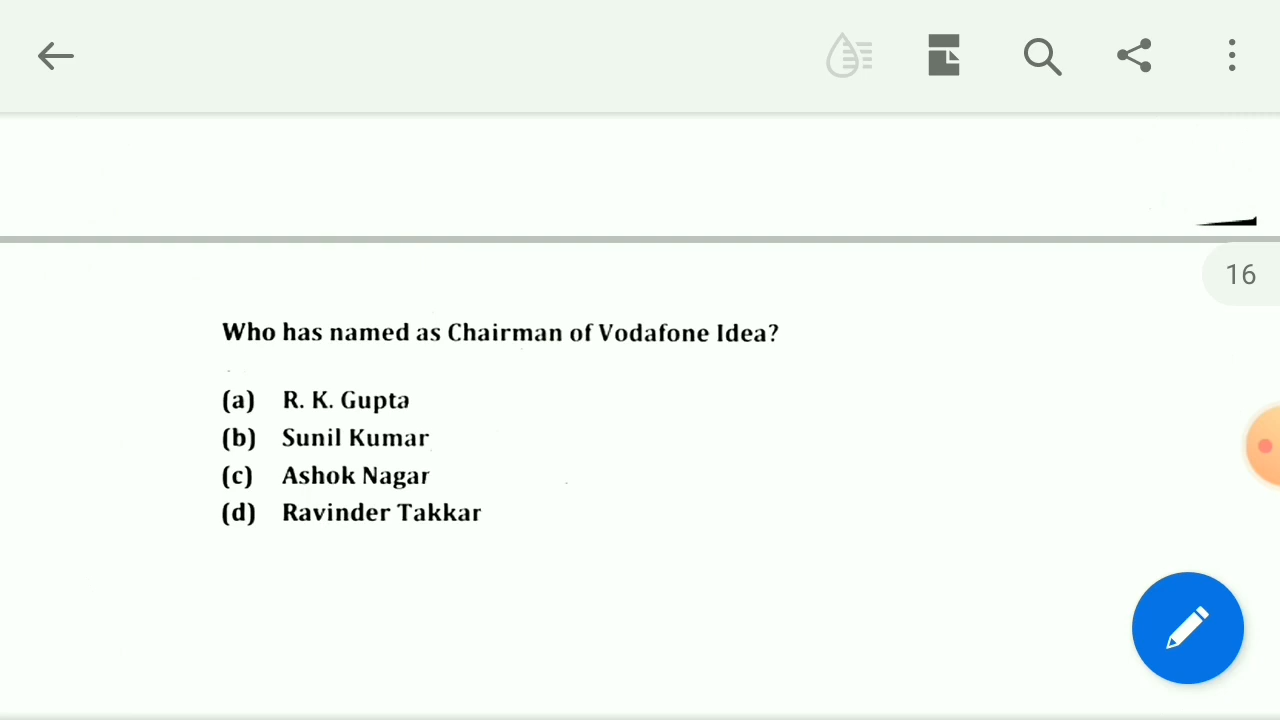 16
Who has named as Chairman of Vodafone Idea?
(a) R. K. Gupta
(b) Sunil Kumar
(c) Ashok Nagar
(d) Ravinder Takkar